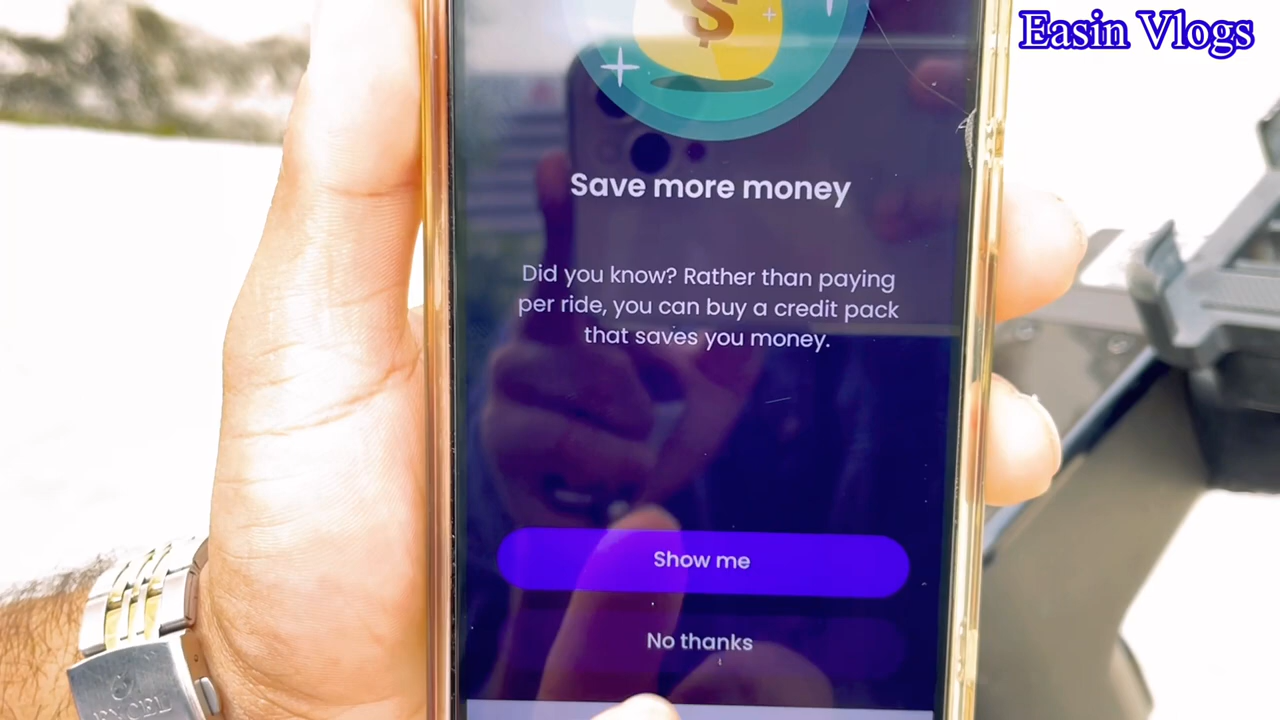 Easin Vlogs
$
Save more money
Did you know? Rather than paying
per ride, you can buy a credit pack
that saves you money.
Show me
No thanks
EXCEL